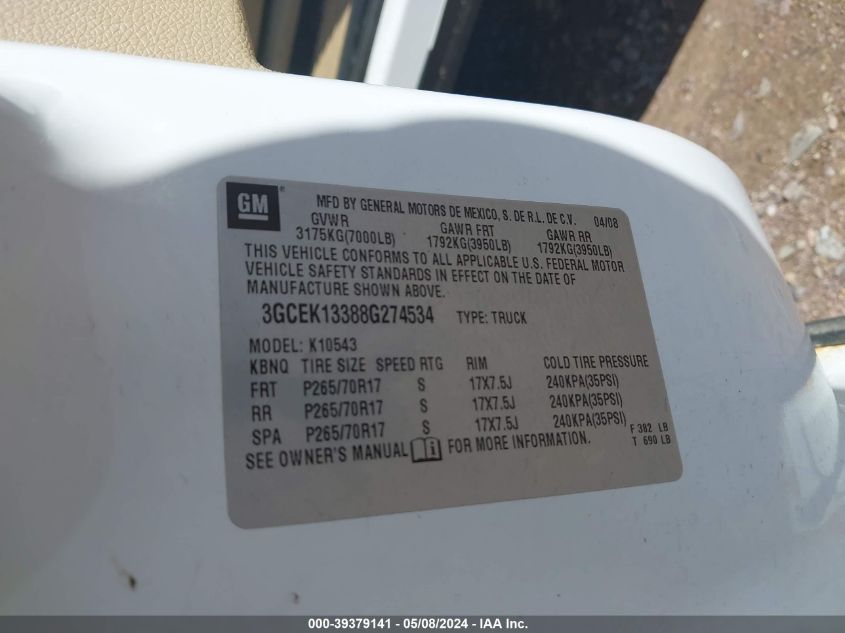 GM ® MFD BY GENERAL MOTORS DE MEXICO, S. DE R.L. DE C.V. 04/08
GVWR GAWR FRT GAWR RR
3175KG(7000LB) 1792KG(3950LB) 1792KG(3950LB)
THIS VEHICLE CONFORMS TO ALL APPLICABLE U.S. FEDERAL MOTOR
VEHICLE SAFETY STANDARDS IN EFFECT ON THE DATE OF
MANUFACTURE SHOWN ABOVE.
3GCEK13388G274534 TYPE: TRUCK
MODEL: K10543
KBNQ TIRE SIZE SPEED RTG RIM COLD TIRE PRESSURE
FRT P265/70R17 S 17X7.5J 240KPA(35PSI)
RR P265/70R17 S 17X7.5J 240KPA(35PSI)
SPA P265/70R17 S 17X7.5J 240KPA(35PSI)
SEE OWNER'S MANUAL FOR MORE INFORMATION.
F 382 LB
T 690 LB
000-39379141 - 05/08/2024 - IAA Inc.